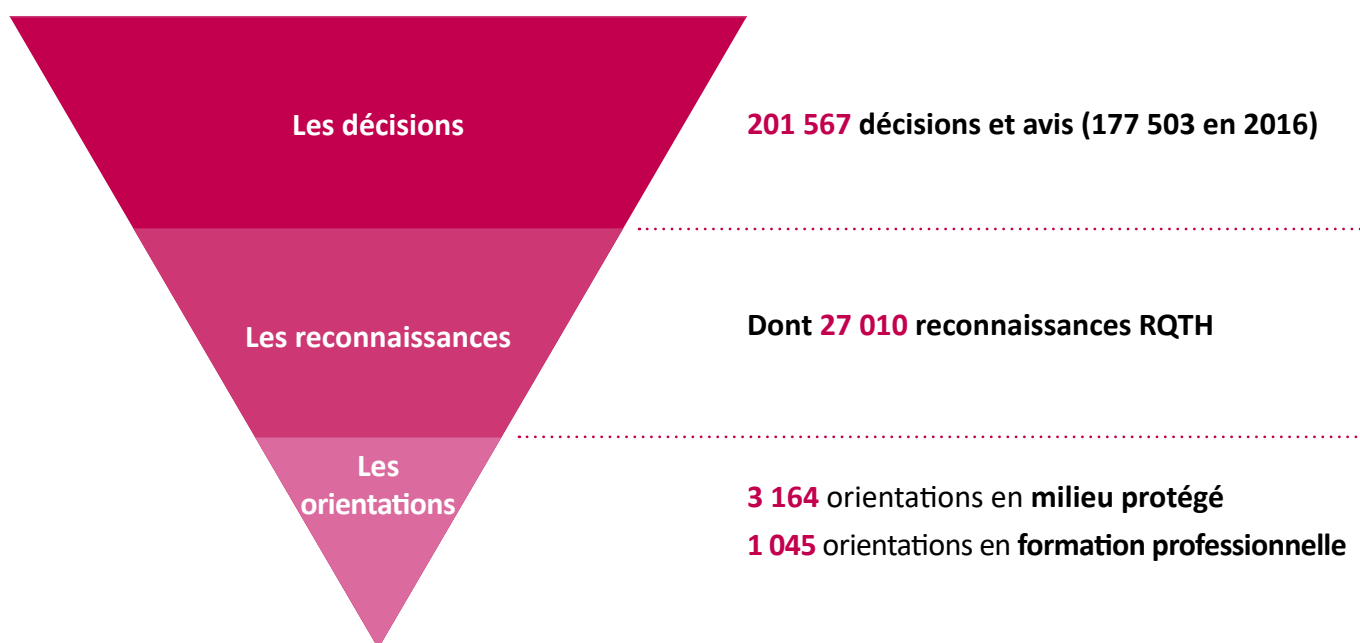 Les décisions
201 567 décisions et avis (177 503 en 2016)
Les reconnaissances
Dont 27 010 reconnaissances RQTH
Les
orientations
3 164 orientations en milieu protégé
1 045 orientations en formation professionnelle